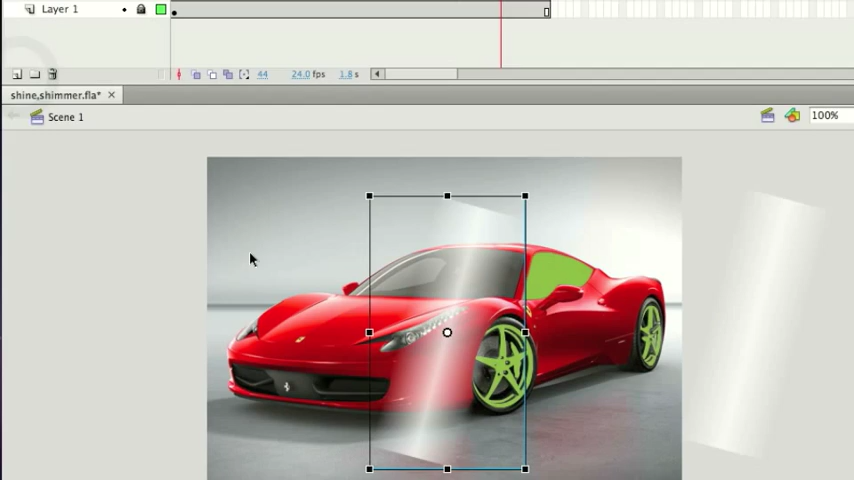 Layer 1
44 24.0 fps 1.8 s
shine,shimmer.fla*
Scene 1
100%